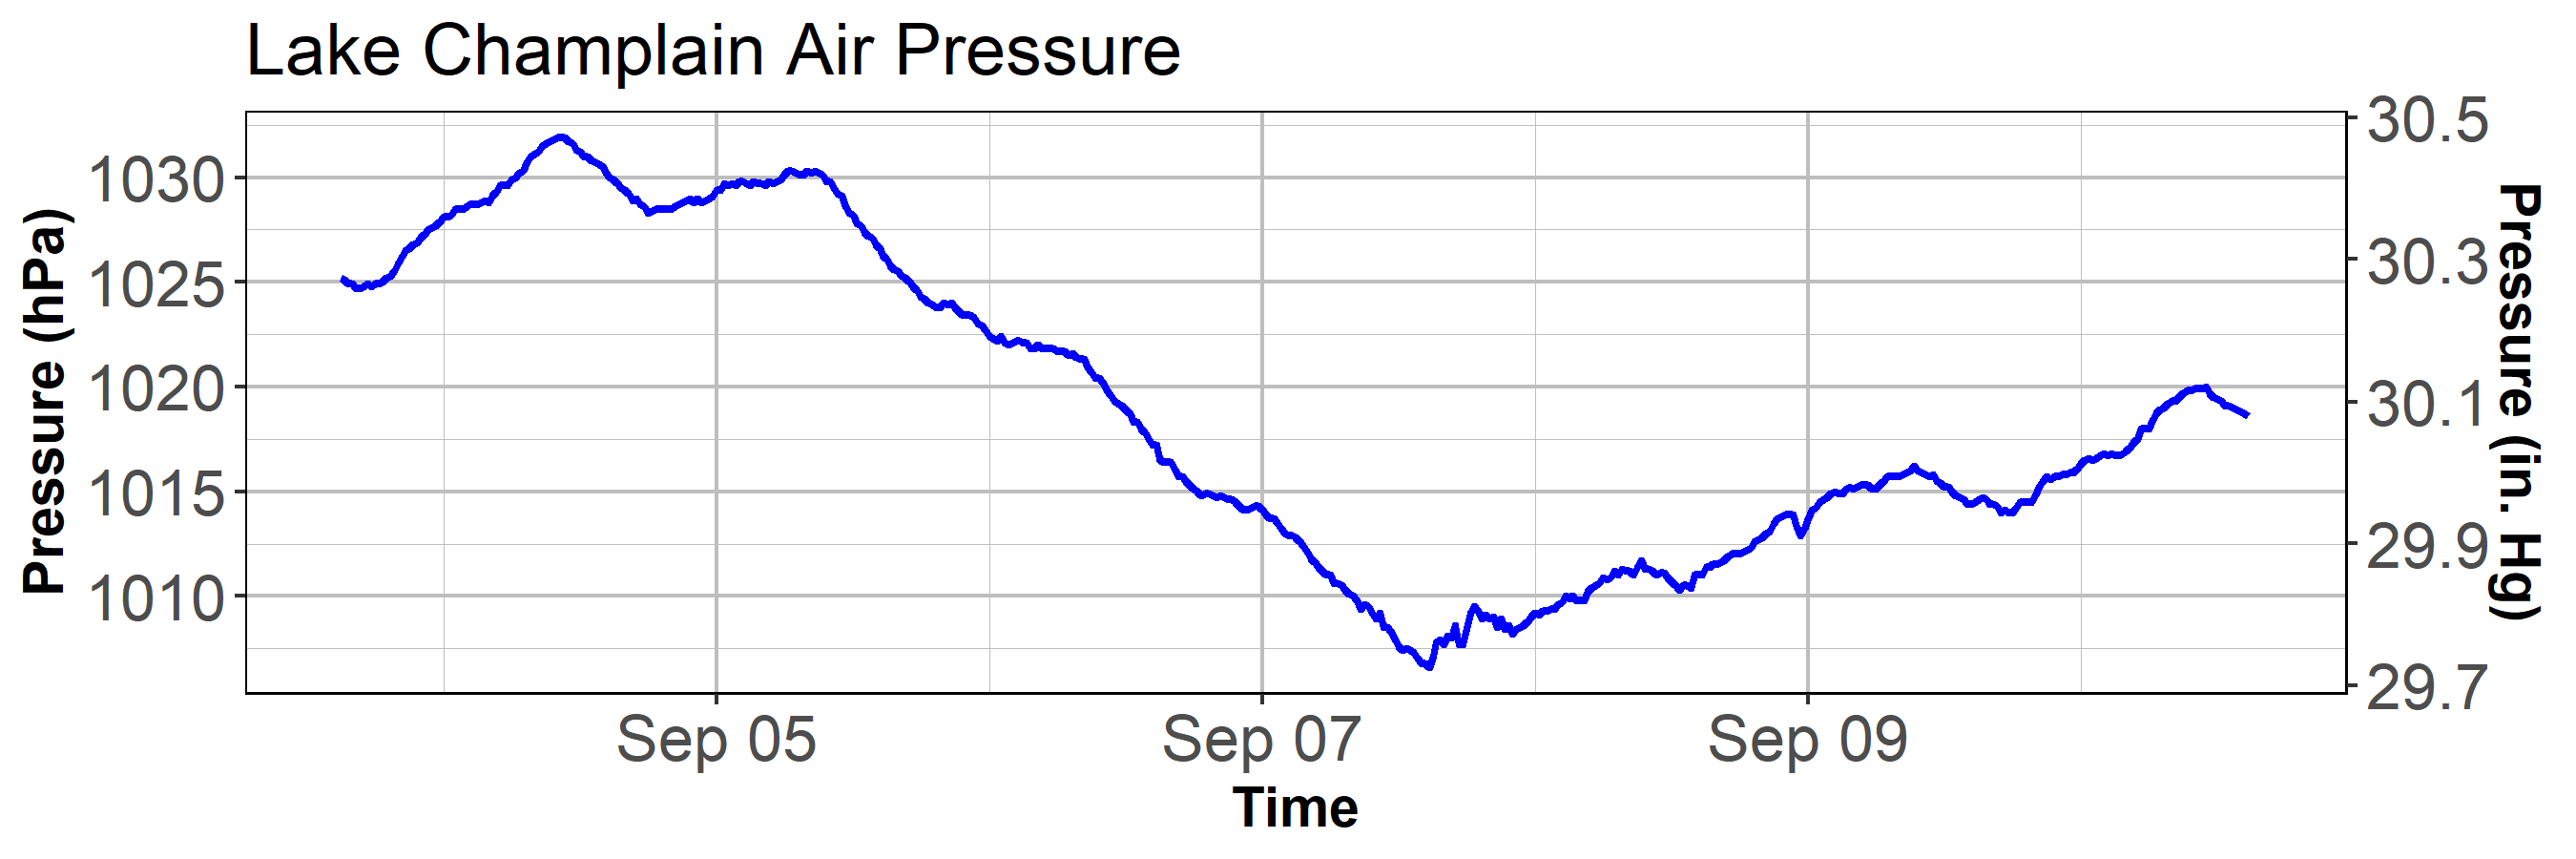 Lake Champlain Air Pressure
Pressure (hPa)
1030
1025
1020
1015
1010
30.5
30.3
30.1
29.9
29.7
Pressure (in. Hg)
Sep 05 Sep 07 Sep 09
Time